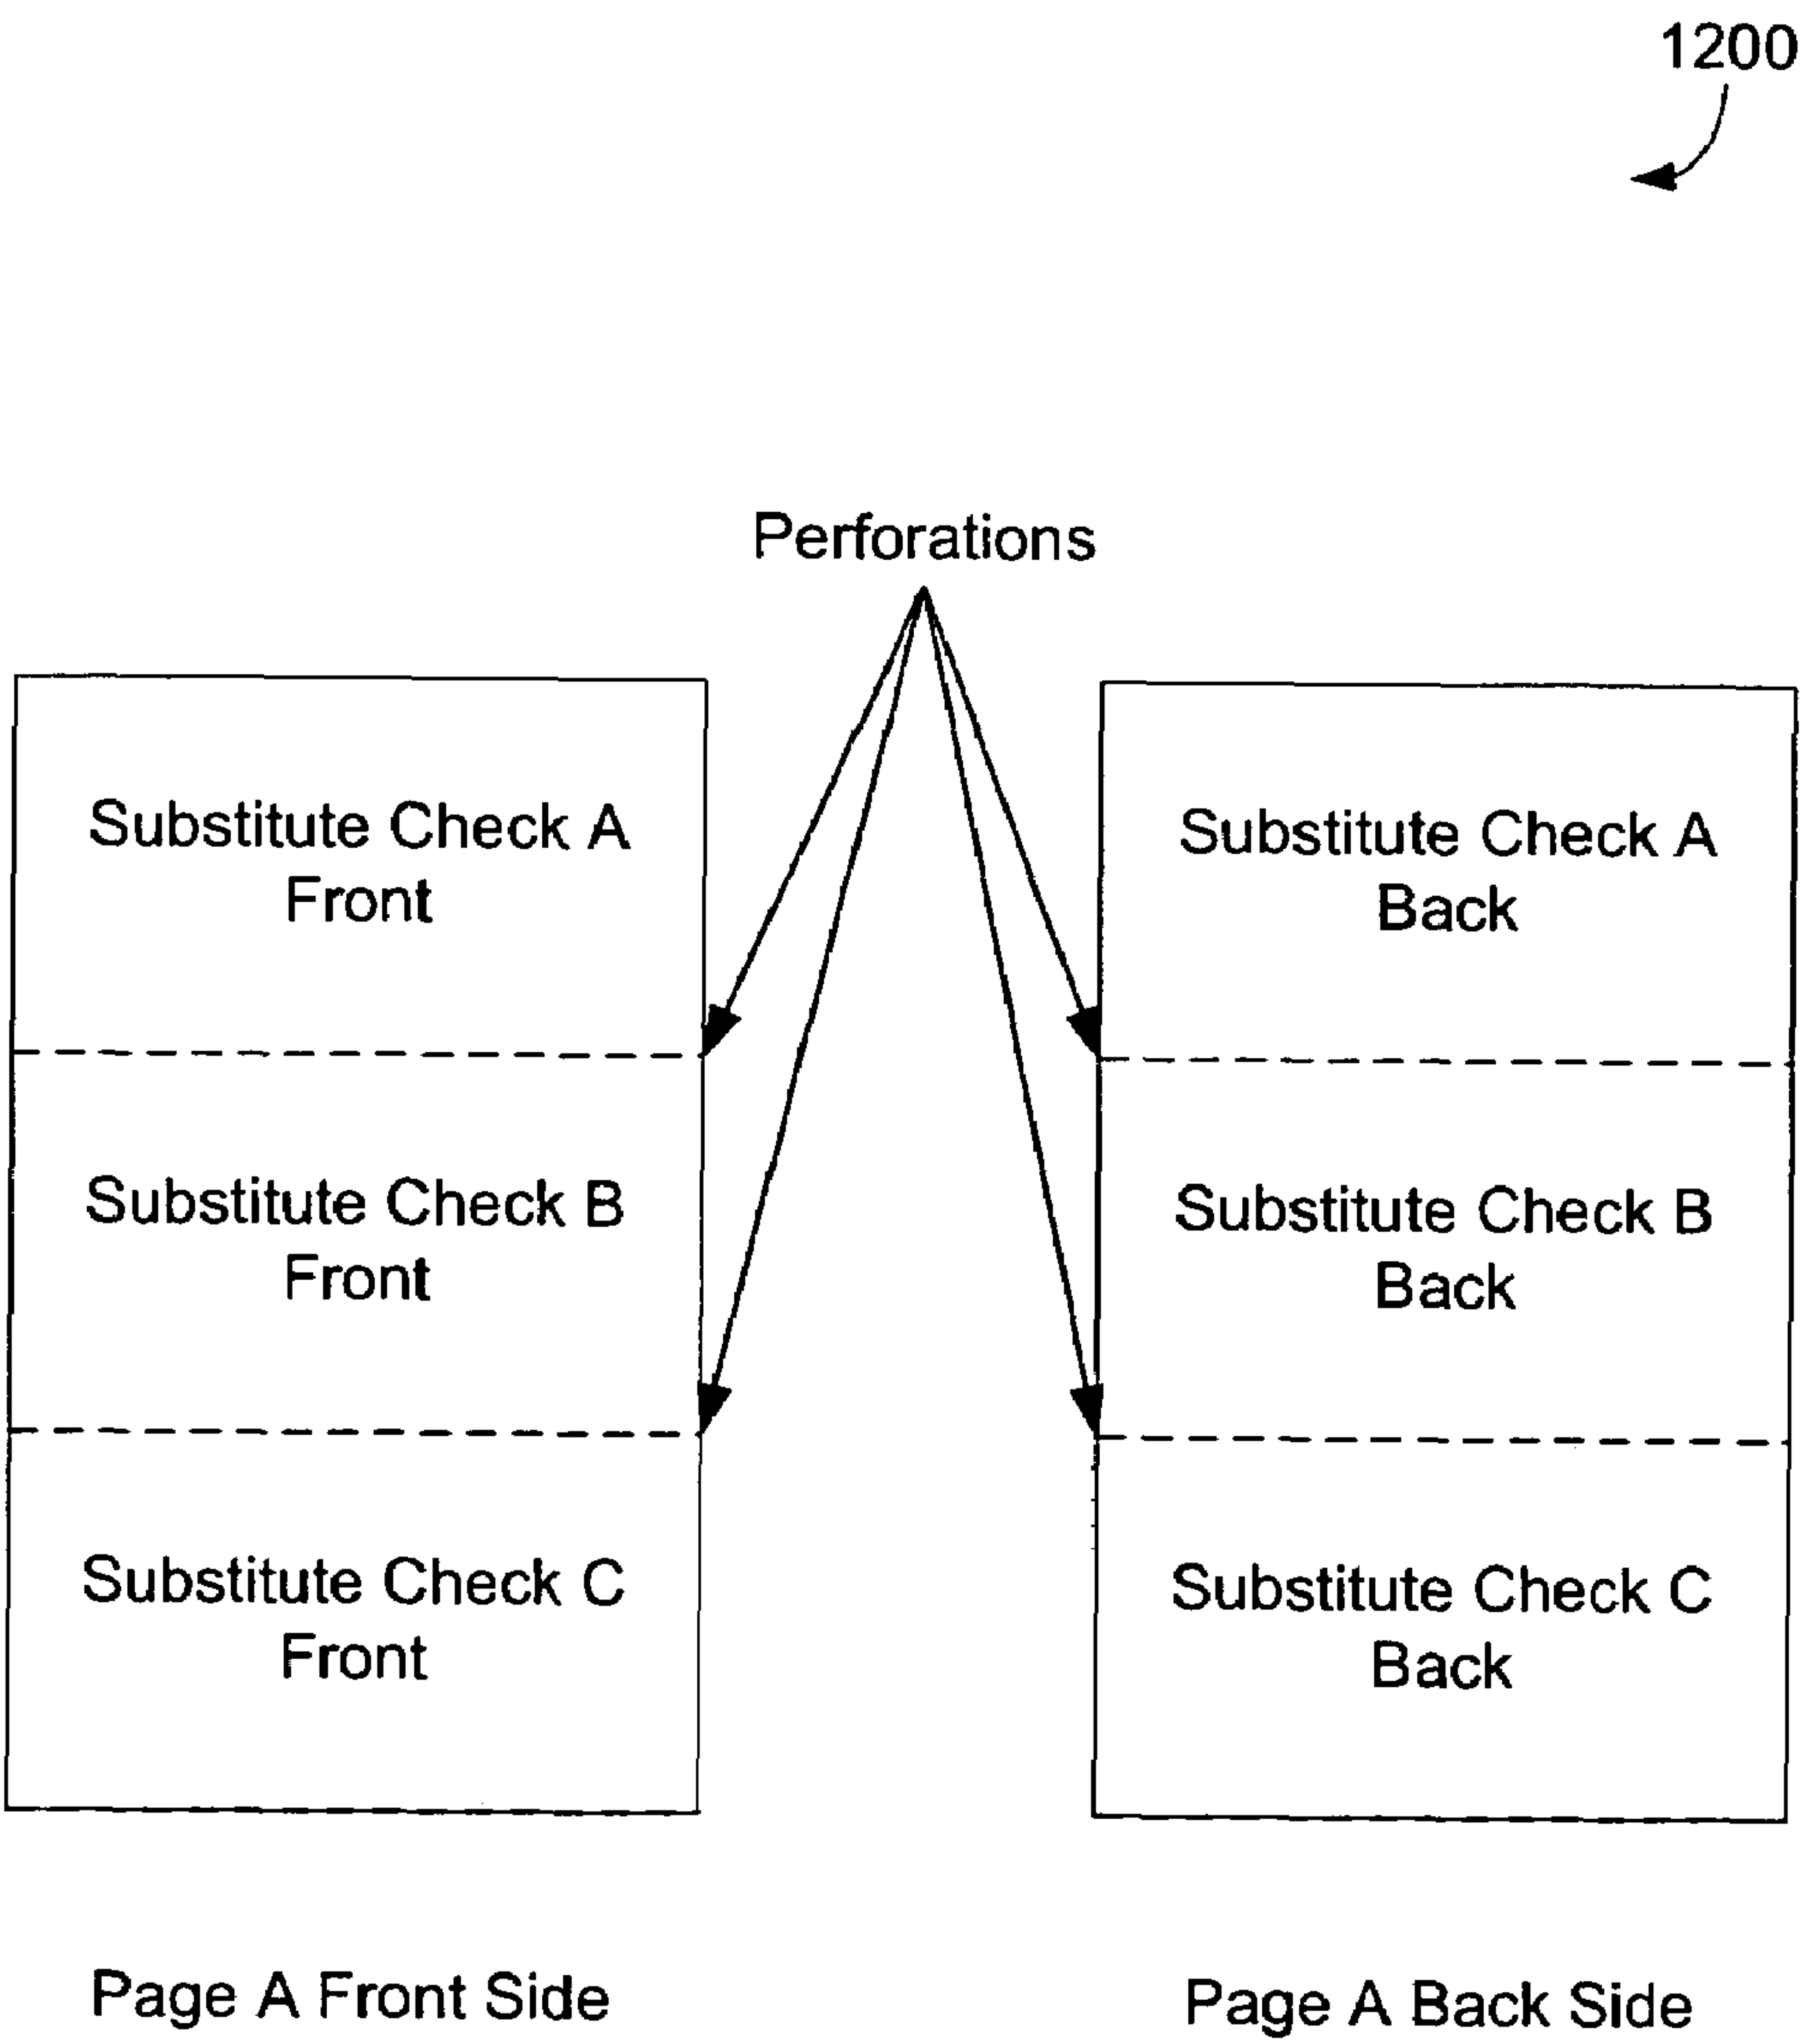 1200
Perforations
Substitute Check A
Front
Substitute Check B
Front
Substitute Check C
Front
Page A Front Side
Substitute Check A
Back
Substitute Check B
Back
Substitute Check C
Back
Page A Back Side